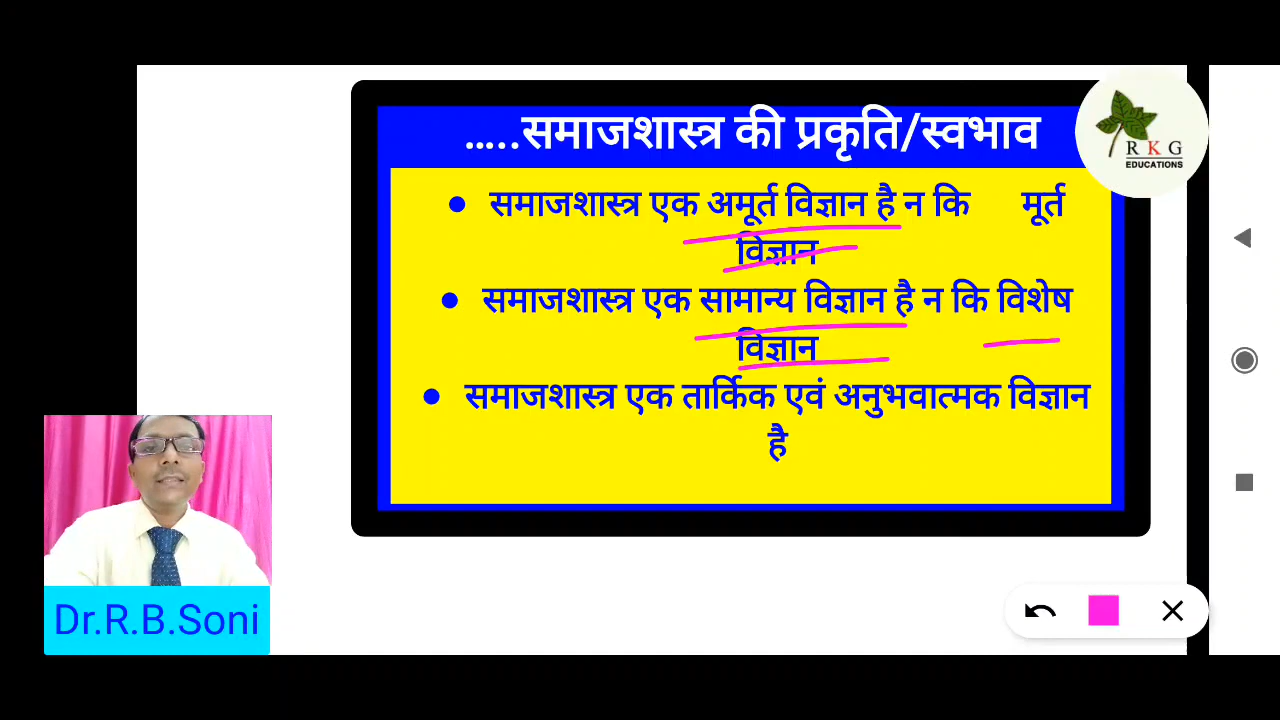 .....समाजशास्त्र की प्रकृति/स्वभाव
R K G
EDUCATIONS
● समाजशास्त्र एक अमूर्त विज्ञान है न कि मूर्त
विज्ञान
● समाजशास्त्र एक सामान्य विज्ञान है न कि विशेष
विज्ञान
● समाजशास्त्र एक तार्किक एवं अनुभवात्मक विज्ञान
है
Dr.R.B.Soni